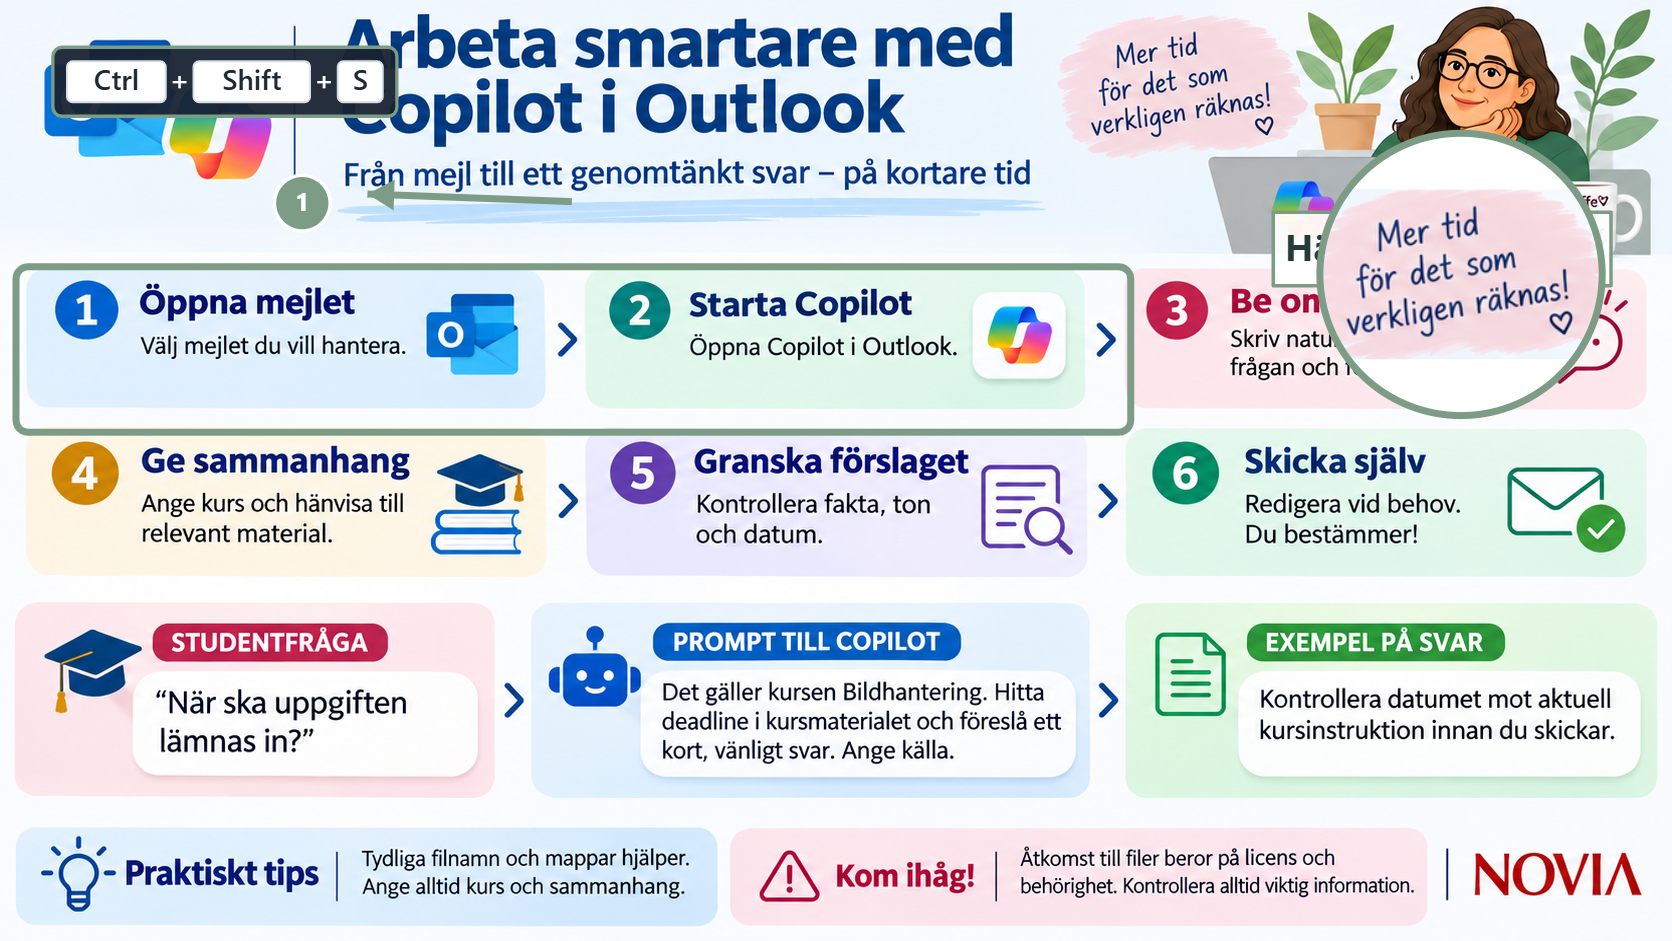 Ctrl + Shift + S
Arbeta smartare med
Copilot i Outlook
Från mejl till ett genomtänkt svar – på kortare tid
1
Mer tid
för det som
verkligen räknas!
Mer tid
för det som
verkligen räknas!
1 Öppna mejlet
Välj mejlet du vill hantera.
O
2 Starta Copilot
Öppna Copilot i Outlook.
3
4 Ge sammanhang
Ange kurs och hänvisa till
relevant material.
5 Granska förslaget
Kontrollera fakta, ton
och datum.
6 Skicka själv
Redigera vid behov.
Du bestämmer!
STUDENTFRÅGA
“När ska uppgiften
lämnas in?”
PROMPT TILL COPILOT
Det gäller kursen Bildhantering. Hitta
deadline i kursmaterialet och föreslå ett
kort, vänligt svar. Ange källa.
EXEMPEL PÅ SVAR
Kontrollera datumet mot aktuell
kursinstruktion innan du skickar.
Praktiskt tips
Tydliga filnamn och mappar hjälper.
Ange alltid kurs och sammanhang.
Kom ihåg!
Åtkomst till filer beror på licens och
behörighet. Kontrollera alltid viktig information.
NOVIA